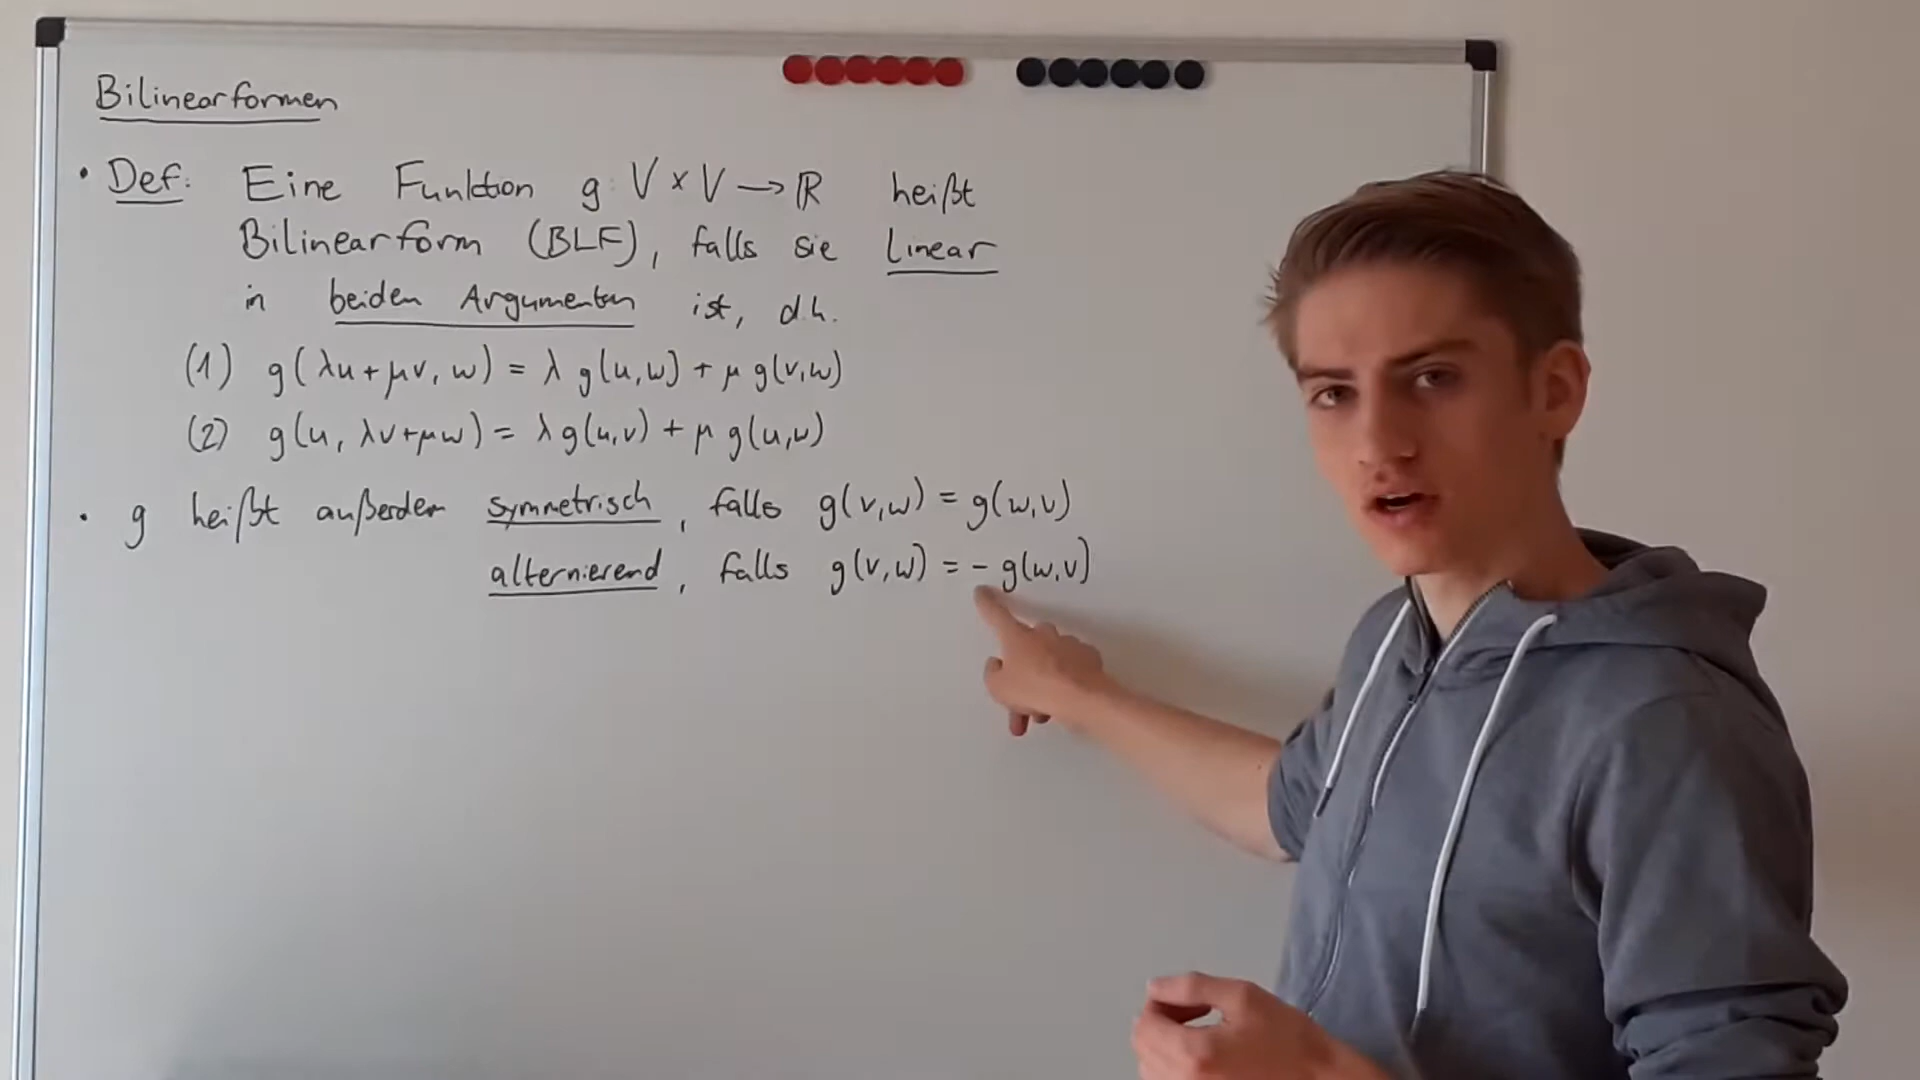 Bilinearformen
• Def: Eine Funktion g: V × V → ℝ heißt
Bilinearform (BLF), falls sie linear
in beiden Argumenten ist, d.h.
(1) g(λu + μv, w) = λ g(u,w) + μ g(v,w)
(2) g(u, λv + μw) = λ g(u,v) + μ g(u,w)
• g heißt außerdem symmetrisch, falls g(v,w) = g(w,v)
alternierend, falls g(v,w) = - g(w,v)